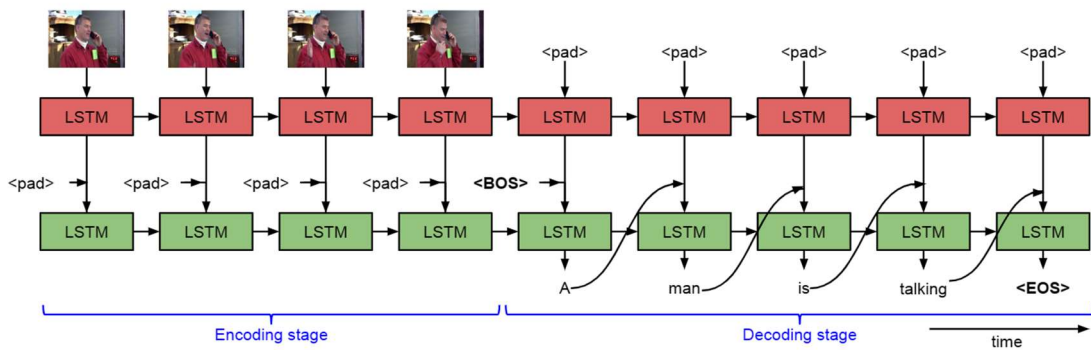 <pad> <pad> <pad> <pad> <pad>
LSTM LSTM LSTM LSTM LSTM LSTM LSTM LSTM LSTM
<pad> <pad> <pad> <pad> <BOS>
LSTM LSTM LSTM LSTM LSTM LSTM LSTM LSTM LSTM
A man is talking <EOS>
Encoding stage Decoding stage time